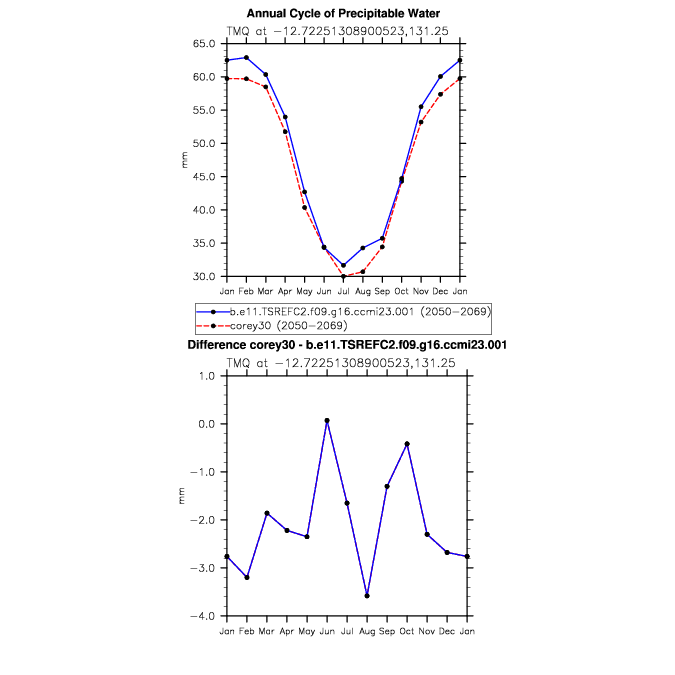 Annual Cycle of Precipitable Water
TMQ at −12.72251308900523,131.25
65.0
60.0
55.0
50.0
45.0
40.0
35.0
30.0
mm
Jan Feb Mar Apr May Jun Jul Aug Sep Oct Nov Dec Jan
b.e11.TSREFC2.f09.g16.ccmi23.001 (2050−2069)
corey30 (2050−2069)
Difference corey30 - b.e11.TSREFC2.f09.g16.ccmi23.001
TMQ at −12.72251308900523,131.25
1.0
0.0
−1.0
−2.0
−3.0
−4.0
mm
Jan Feb Mar Apr May Jun Jul Aug Sep Oct Nov Dec Jan